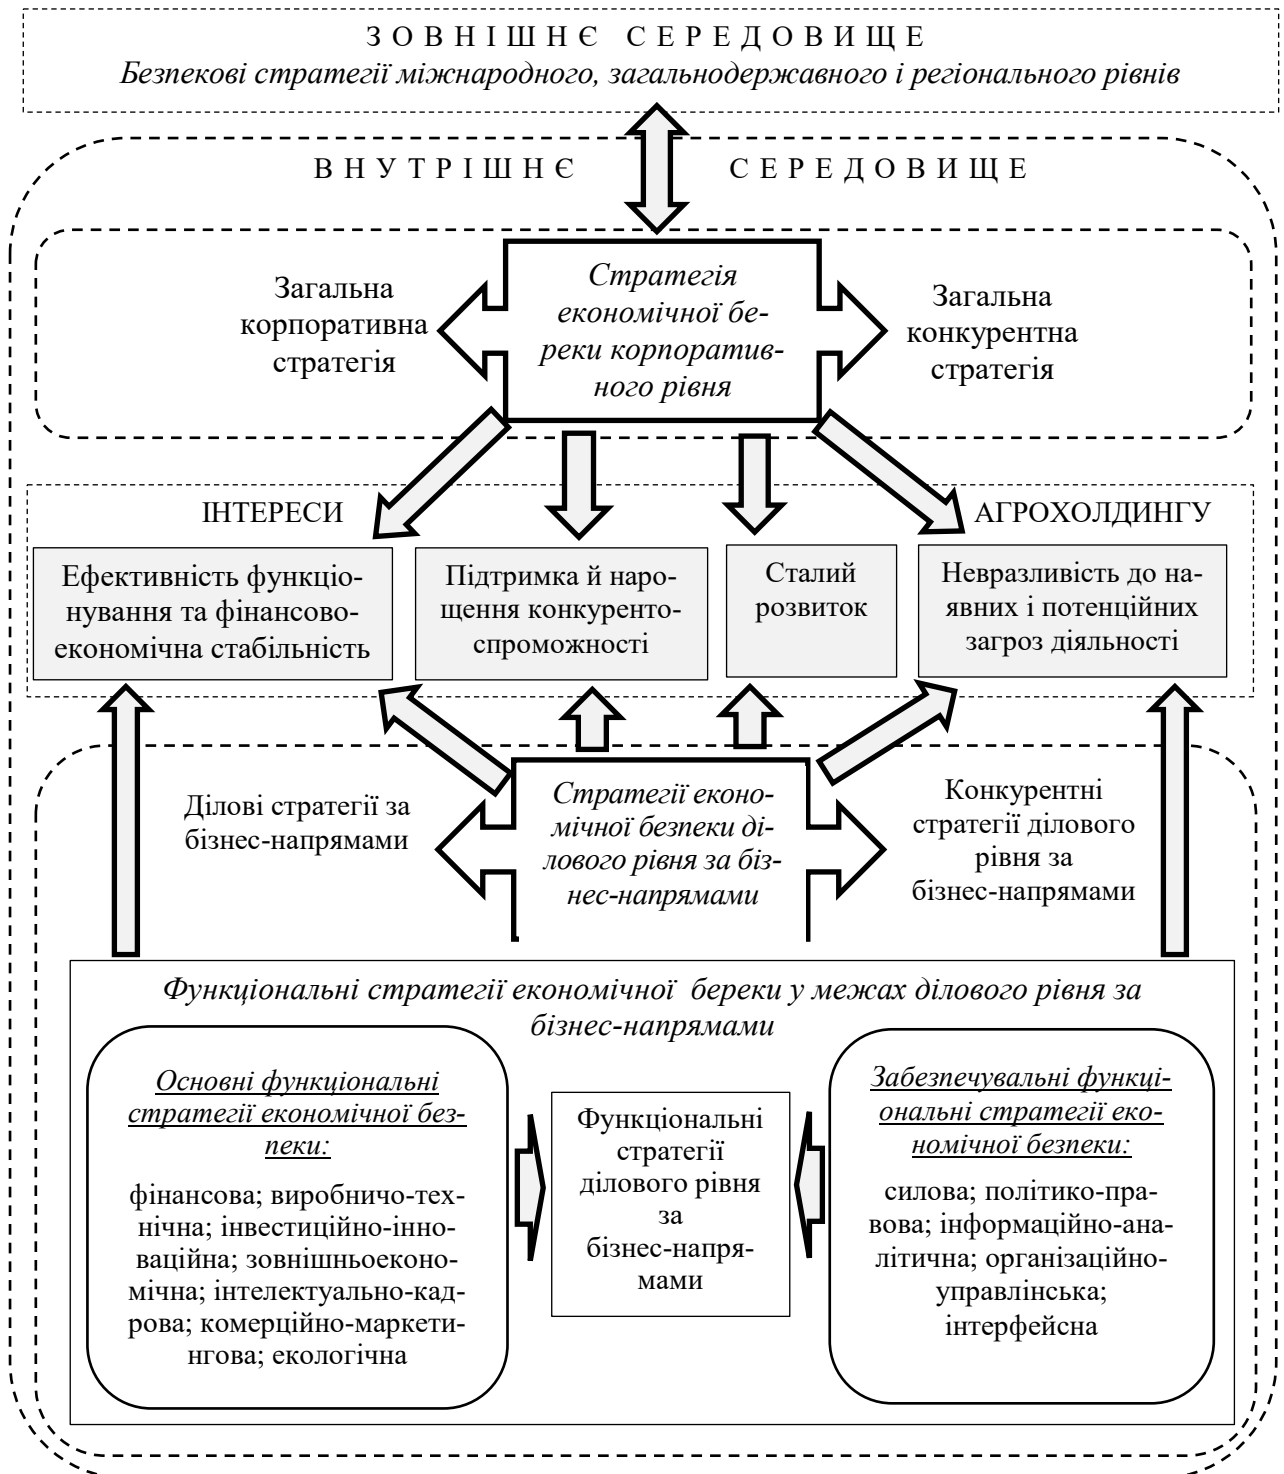 ЗОВНІШНЄ СЕРЕДОВИЩЕ
Безпекові стратегії міжнародного, загальнодержавного і регіонального рівнів
ВНУТРІШНЄ СЕРЕДОВИЩЕ
Загальна
корпоративна
стратегія
Стратегія
економічної бе-
реки корпоратив-
ного рівня
Загальна
конкурентна
стратегія
ІНТЕРЕСИ АГРОХОЛДИНГУ
Ефективність функціо-
нування та фінансово-
економічна стабільність
Підтримка й наро-
щення конкуренто-
спроможності
Сталий
розвиток
Невразливість до на-
явних і потенційних
загроз діяльності
Ділові стратегії за
бізнес-напрямами
Стратегії еконо-
мічної безпеки ді-
лового рівня за біз-
нес-напрямами
Конкурентні
стратегії ділового
рівня за
бізнес-напрямами
Функціональні стратегії економічної береки у межах ділового рівня за
бізнес-напрямами
Основні функціональні
стратегії економічної без-
пеки:
фінансова; виробничо-тех-
нічна; інвестиційно-інно-
ваційна; зовнішньоеконо-
мічна; інтелектуально-кад-
рова; комерційно-маркети-
нгова; екологічна
Функціональні
стратегії
ділового рівня
за
бізнес-напря-
мами
Забезпечувальні функці-
ональні стратегії еко-
номічної безпеки:
силова; політико-пра-
вова; інформаційно-ана-
літична; організаційно-
управлінська;
інтерфейсна